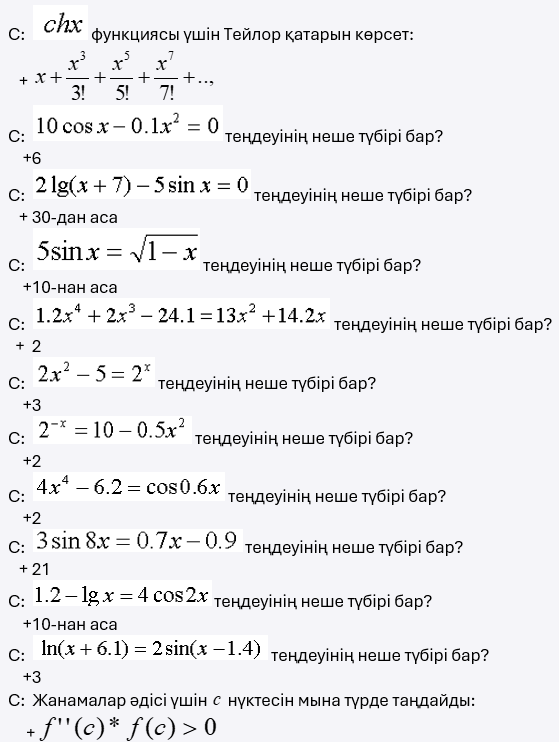 С: chx функциясы үшін Тейлор қатарын көрсет:
+ x + x^3/3! + x^5/5! + x^7/7! + ..,
С: 10 cos x − 0.1x^2 = 0 теңдеуінің неше түбірі бар?
+6
С: 2 lg(x + 7) − 5 sin x = 0 теңдеуінің неше түбірі бар?
+ 30-дан аса
С: 5 sin x = √(1 − x) теңдеуінің неше түбірі бар?
+10-нан аса
С: 1.2x^4 + 2x^3 − 24.1 = 13x^2 + 14.2x теңдеуінің неше түбірі бар?
+ 2
С: 2x^2 − 5 = 2^x теңдеуінің неше түбірі бар?
+3
С: 2^−x = 10 − 0.5x^2 теңдеуінің неше түбірі бар?
+2
С: 4x^4 − 6.2 = cos 0.6x теңдеуінің неше түбірі бар?
+2
С: 3 sin 8x = 0.7x − 0.9 теңдеуінің неше түбірі бар?
+ 21
С: 1.2 − lg x = 4 cos 2x теңдеуінің неше түбірі бар?
+10-нан аса
С: ln(x + 6.1) = 2 sin(x − 1.4) теңдеуінің неше түбірі бар?
+3
С: Жанамалар әдісі үшін c нүктесін мына түрде таңдайды:
+ f''(c) * f(c) > 0